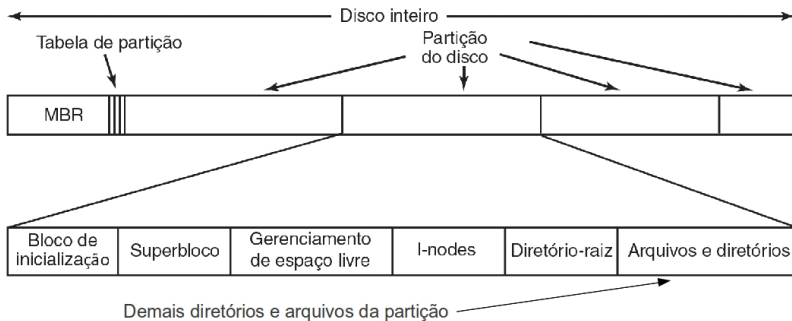 Disco inteiro
Tabela de partição
Partição
do disco
MBR
Bloco de
inicialização
Superbloco
Gerenciamento
de espaço livre
I-nodes
Diretório-raiz
Arquivos e diretórios
Demais diretórios e arquivos da partição